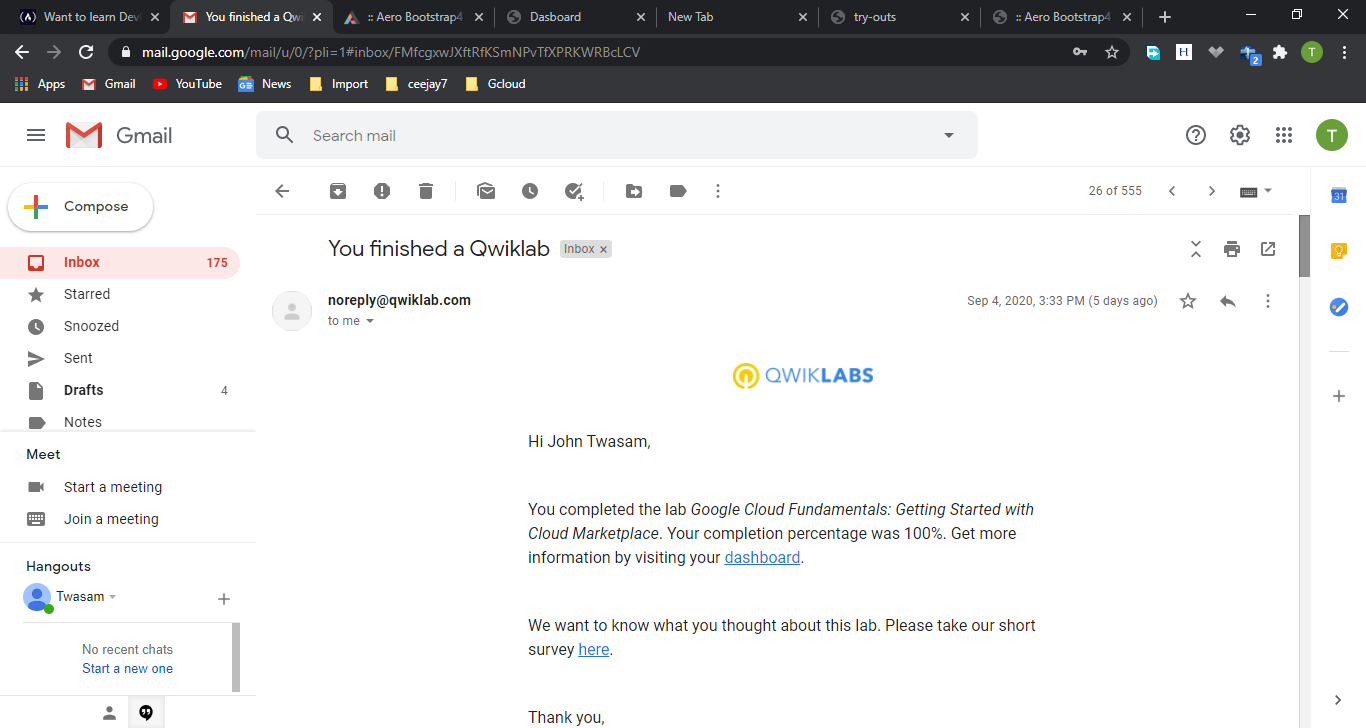 Want to learn Dev
You finished a Qwi
:: Aero Bootstrap4
Dasboard
New Tab
try-outs
:: Aero Bootstrap4
mail.google.com/mail/u/0/?pli=1#inbox/FMfcgxwJXftRfKSmNPvTfXPRKWRBcLCV
2
T
Apps
Gmail
YouTube
GE
News
Import
ceejay7
Gcloud
Gmail
Search mail
T
Compose
26 of 555
31
You finished a Qwiklab
Inbox ×
Inbox 175
Starred
Snoozed
Sent
Drafts 4
Notes
noreply@qwiklab.com
Sep 4, 2020, 3:33 PM (5 days ago)
to me
QWIKLABS
Hi John Twasam,
You completed the lab Google Cloud Fundamentals: Getting Started with
Cloud Marketplace. Your completion percentage was 100%. Get more
information by visiting your dashboard.
We want to know what you thought about this lab. Please take our short
survey here.
Thank you,
Meet
Start a meeting
Join a meeting
Hangouts
Twasam
No recent chats
Start a new one